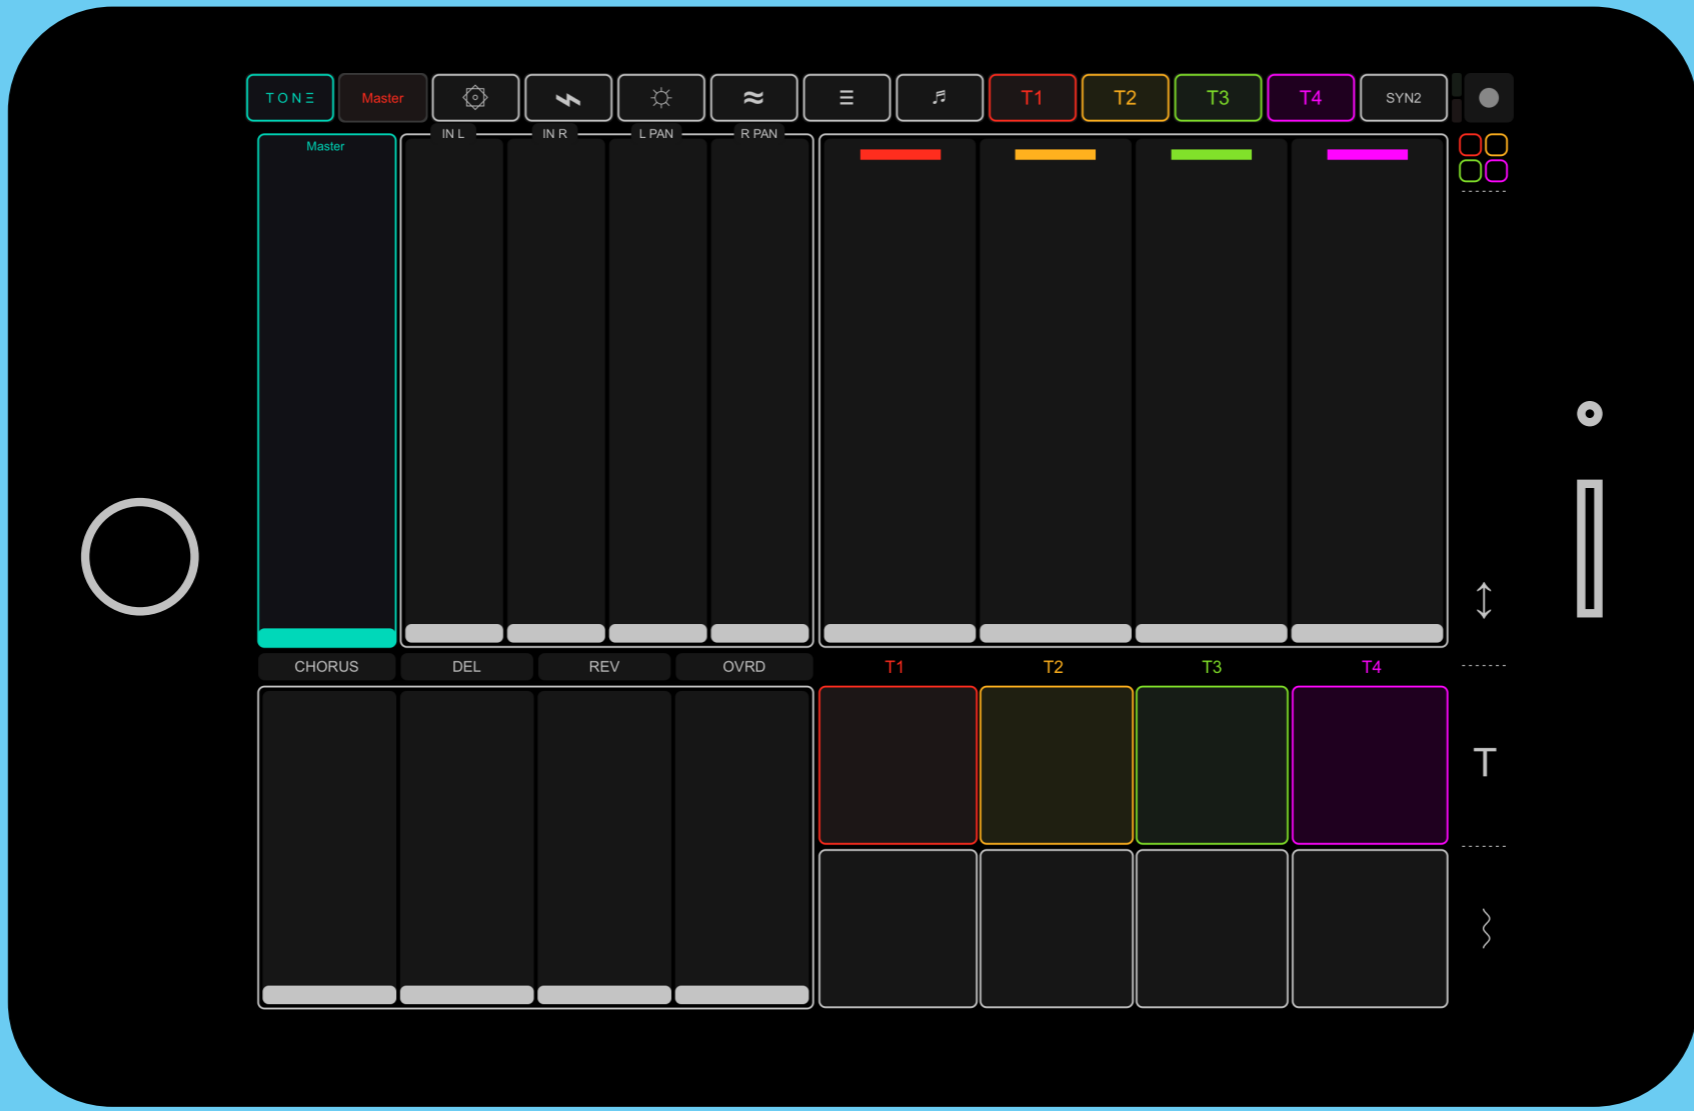 TONΞ Master T1 T2 T3 T4 SYN2
Master IN L IN R L PAN R PAN
CHORUS DEL REV OVRD T1 T2 T3 T4
T